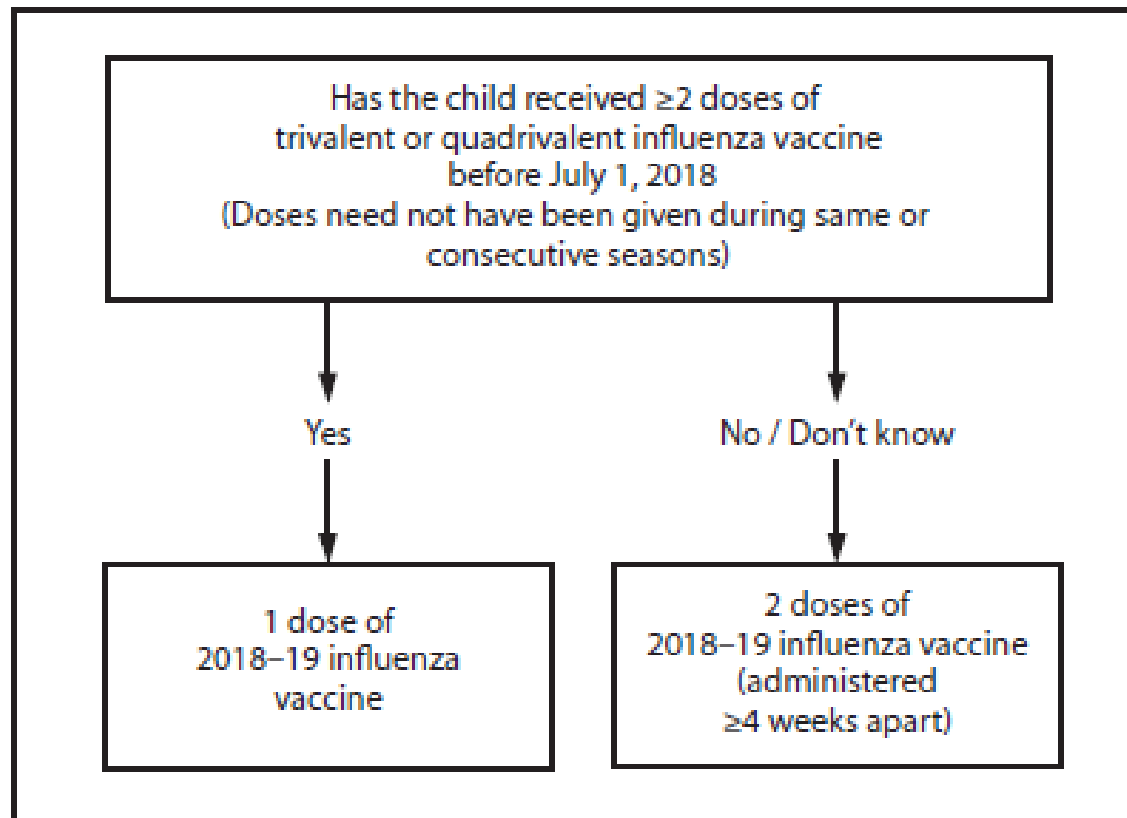 Has the child received ≥2 doses of
trivalent or quadrivalent influenza vaccine
before July 1, 2018
(Doses need not have been given during same or
consecutive seasons)
Yes
No / Don't know
1 dose of
2018–19 influenza
vaccine
2 doses of
2018–19 influenza vaccine
(administered
≥4 weeks apart)